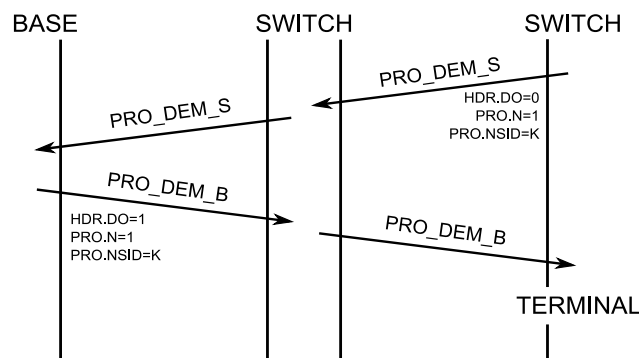 BASE
SWITCH
SWITCH
PRO_DEM_S
HDR.DO=0
PRO.N=1
PRO.NSID=K
PRO_DEM_S
PRO_DEM_B
HDR.DO=1
PRO.N=1
PRO.NSID=K
PRO_DEM_B
TERMINAL